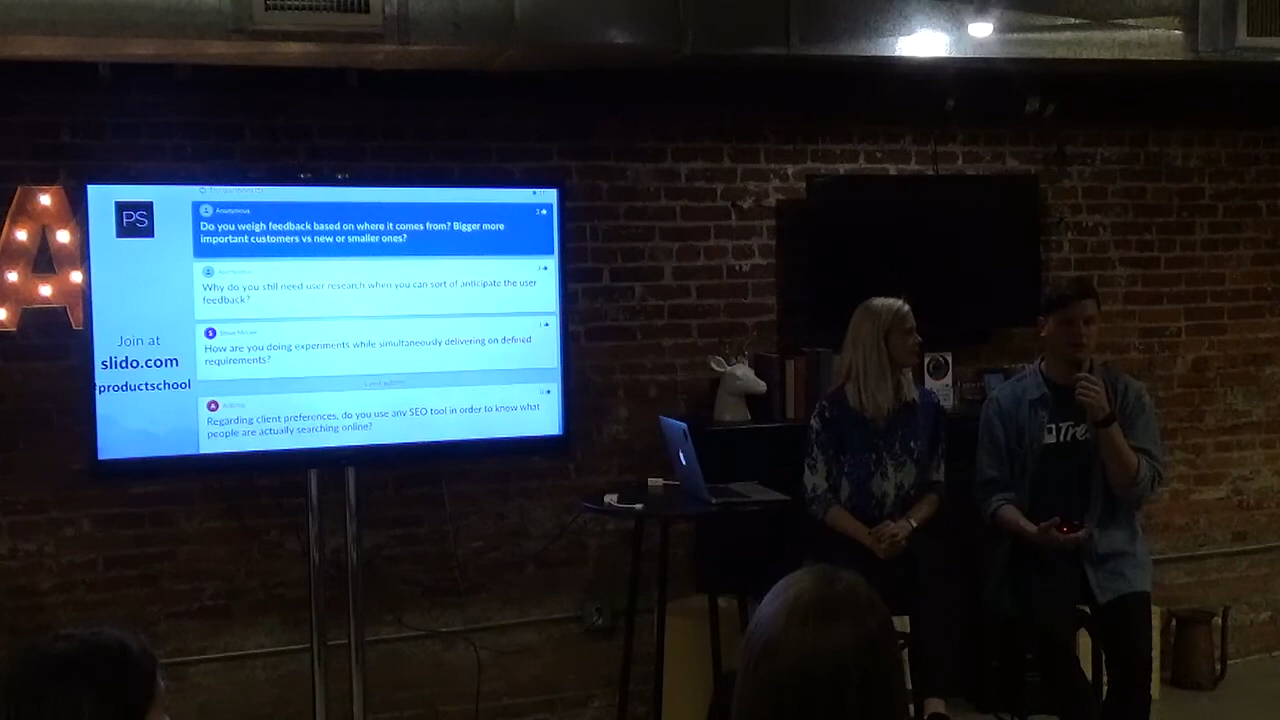 A
PS
Join at
slido.com
#productschool
Anonymous
Do you weigh feedback based on where it comes from? Bigger more
important customers vs new or smaller ones?
Why do you still need user research when you can sort of anticipate the user
feedback?
How are you doing experiments while simultaneously delivering on defined
requirements?
Regarding client preferences, do you use any SEO tool in order to know what
people are actually searching online?
Tre